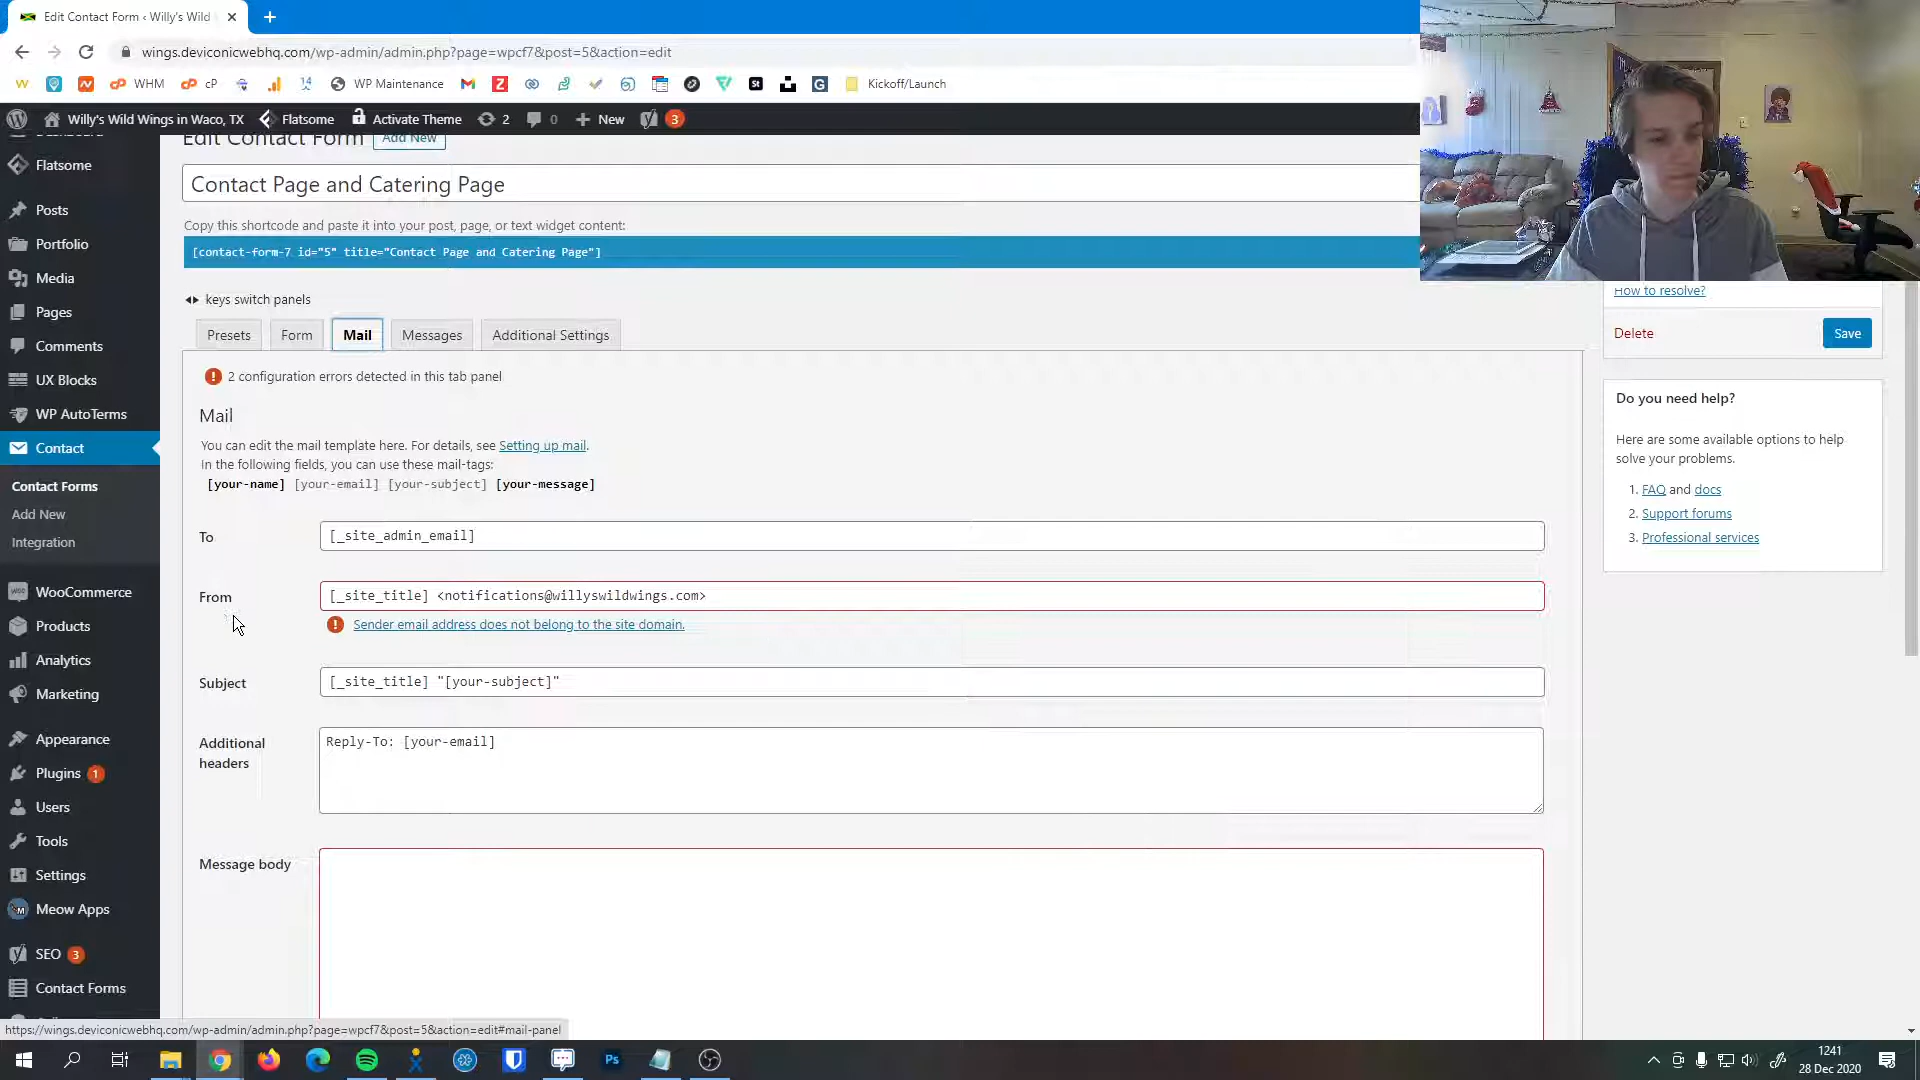 Edit Contact Form ‹ Willy's Wild
wings.deviconicwebhq.com/wp-admin/admin.php?page=wpcf7&post=5&action=edit
WHM cP 14 WP Maintenance St G Kickoff/Launch
Willy's Wild Wings in Waco, TX Flatsome Activate Theme 2 0 New 3
Edit Contact Form Add New
Contact Page and Catering Page
Copy this shortcode and paste it into your post, page, or text widget content:
[contact-form-7 id="5" title="Contact Page and Catering Page"]
keys switch panels
Presets Form Mail Messages Additional Settings
2 configuration errors detected in this tab panel
Mail
You can edit the mail template here. For details, see Setting up mail.
In the following fields, you can use these mail-tags:
[your-name] [your-email] [your-subject] [your-message]
To [_site_admin_email]
From [_site_title] <notifications@willyswildwings.com>
Sender email address does not belong to the site domain.
Subject [_site_title] "[your-subject]"
Additional headers
Reply-To: [your-email]
Message body
How to resolve?
Delete Save
Do you need help?
Here are some available options to help
solve your problems.
1. FAQ and docs
2. Support forums
3. Professional services
Flatsome
Posts
Portfolio
Media
Pages
Comments
UX Blocks
WP AutoTerms
Contact
Contact Forms
Add New
Integration
WooCommerce
Products
Analytics
Marketing
Appearance
Plugins 1
Users
Tools
Settings
Meow Apps
SEO 3
Contact Forms
https://wings.deviconicwebhq.com/wp-admin/admin.php?page=wpcf7&post=5&action=edit#mail-panel
Ps
1241
28 Dec 2020